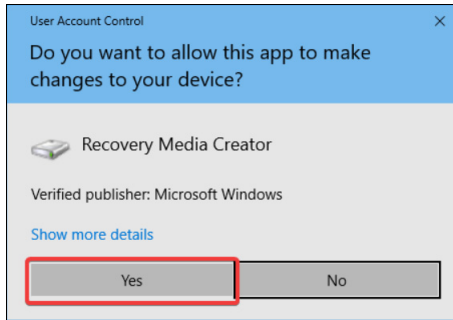 User Account Control
Do you want to allow this app to make
changes to your device?
Recovery Media Creator
Verified publisher: Microsoft Windows
Show more details
Yes
No